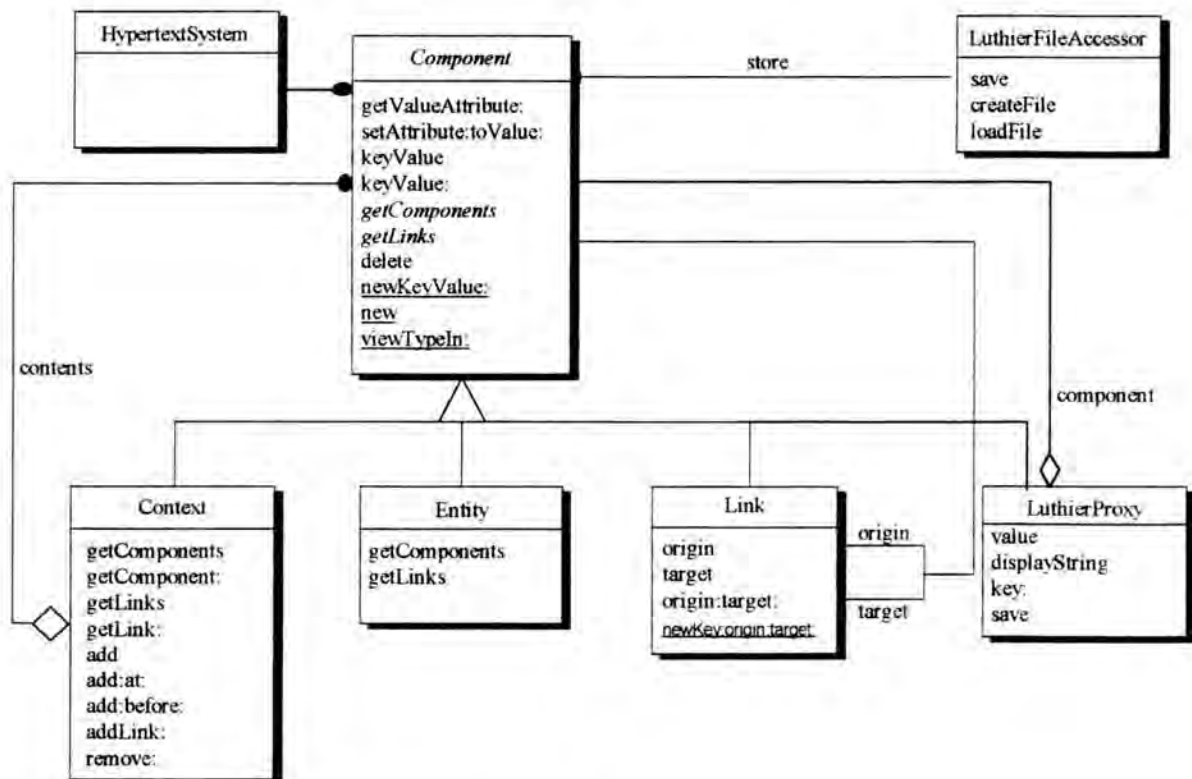 HypertextSystem
Component
getValueAttribute:
setAttribute:toValue:
keyValue
keyValue:
getComponents
getLinks
delete
newKeyValue:
new
viewTypeIn:
store
LuthierFileAccessor
save
createFile
loadFile
contents
component
Context
getComponents
getComponent:
getLinks
getLink:
add
add:at:
add:before:
addLink:
remove:
Entity
getComponents
getLinks
Link
origin
target
origin:target:
newKey:origin:target:
origin
target
LuthierProxy
value
displayString
key:
save